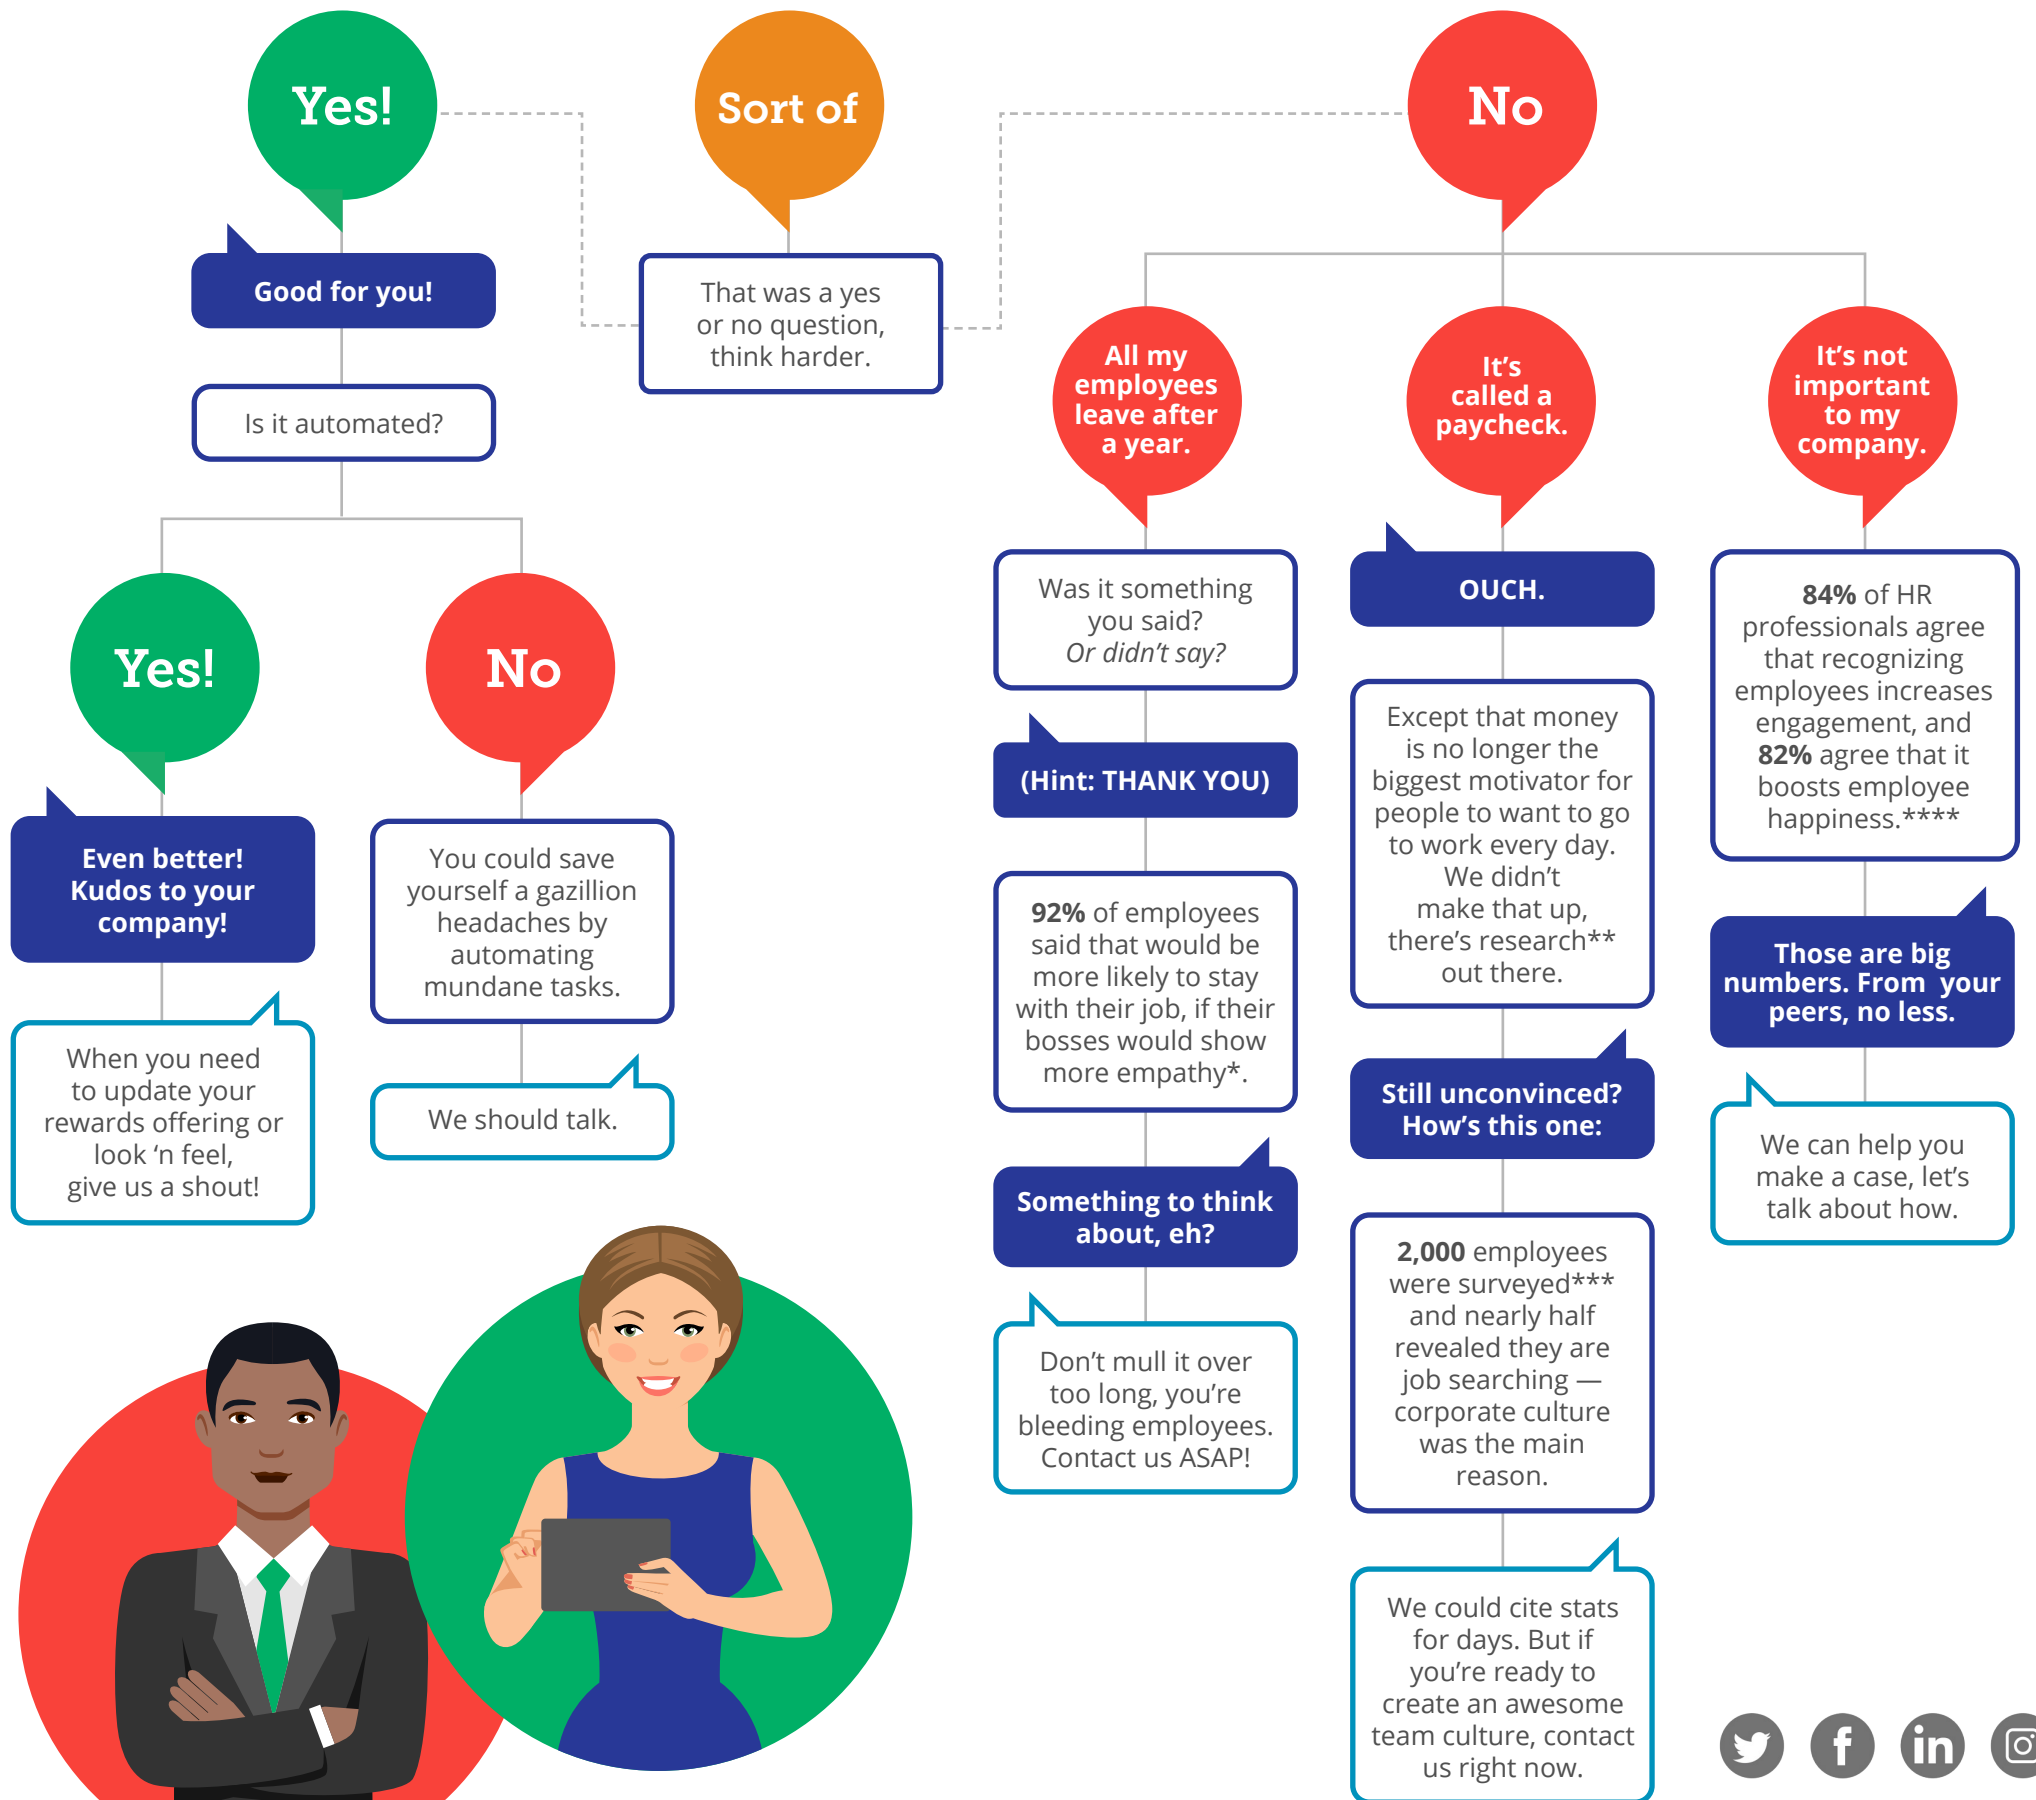 Yes!
Sort of
No
Good for you!
That was a yes
or no question,
think harder.
Is it automated?
Yes!
No
Even better!
Kudos to your
company!
When you need
to update your
rewards offering or
look ‘n feel,
give us a shout!
You could save
yourself a gazillion
headaches by
automating
mundane tasks.
We should talk.
All my
employees
leave after
a year.
Was it something
you said?
Or didn’t say?
(Hint: THANK YOU)
92% of employees
said that would be
more likely to stay
with their job, if their
bosses would show
more empathy*.
Something to think
about, eh?
Don’t mull it over
too long, you’re
bleeding employees.
Contact us ASAP!
It’s
called a
paycheck.
OUCH.
Except that money
is no longer the
biggest motivator for
people to want to go
to work every day.
We didn’t
make that up,
there’s research**
out there.
Still unconvinced?
How’s this one:
2,000 employees
were surveyed***
and nearly half
revealed they are
job searching —
corporate culture
was the main
reason.
We could cite stats
for days. But if
you’re ready to
create an awesome
team culture, contact
us right now.
It’s not
important
to my
company.
84% of HR
professionals agree
that recognizing
employees increases
engagement, and
82% agree that it
boosts employee
happiness.****
Those are big
numbers. From your
peers, no less.
We can help you
make a case, let’s
talk about how.